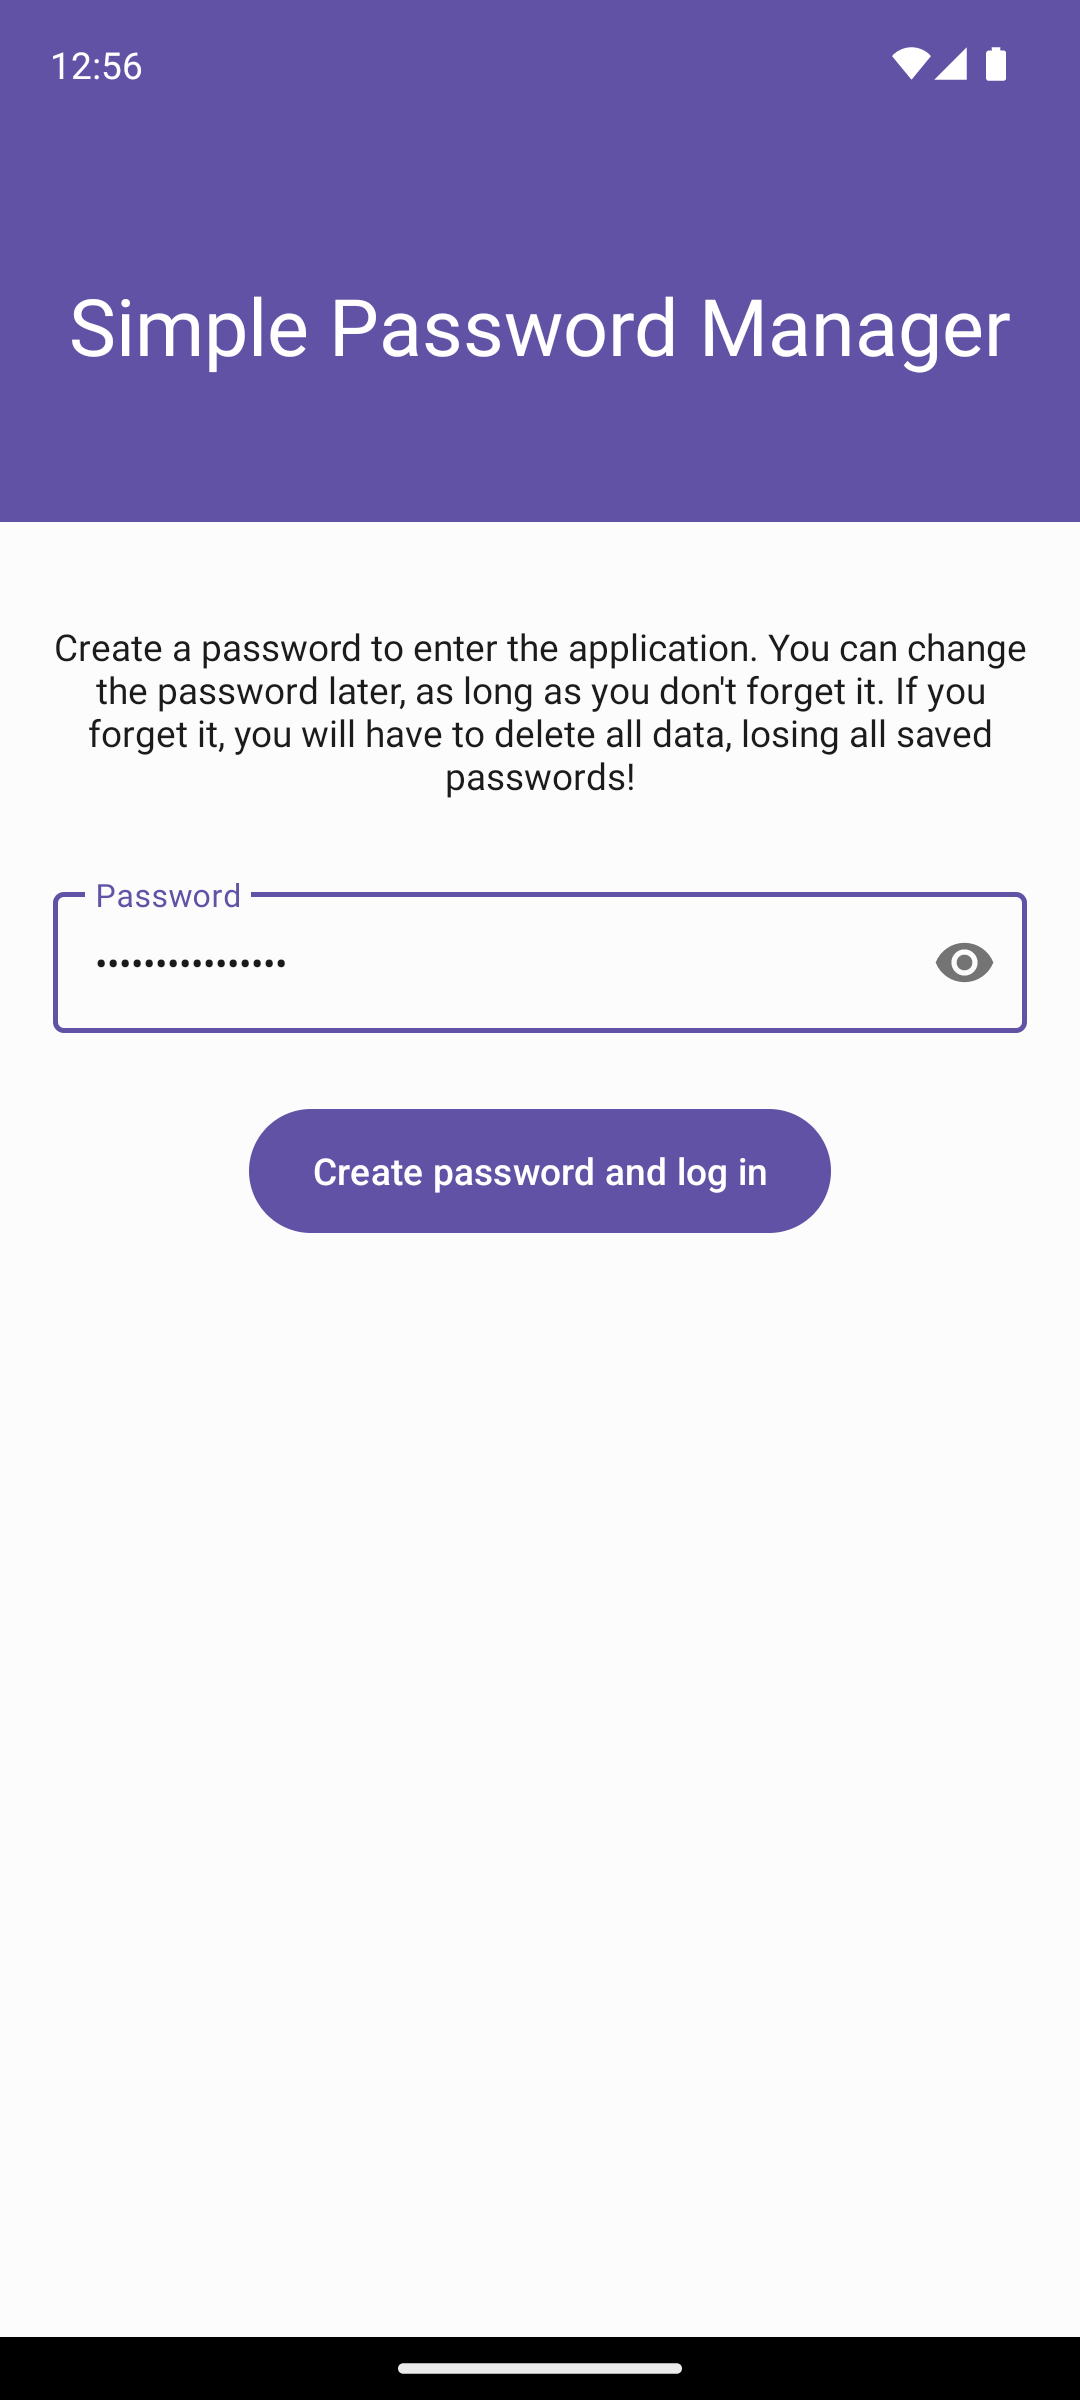 12:56
Simple Password Manager
Create a password to enter the application. You can change
the password later, as long as you don't forget it. If you
forget it, you will have to delete all data, losing all saved
passwords!
Password
••••••••••••••••
Create password and log in